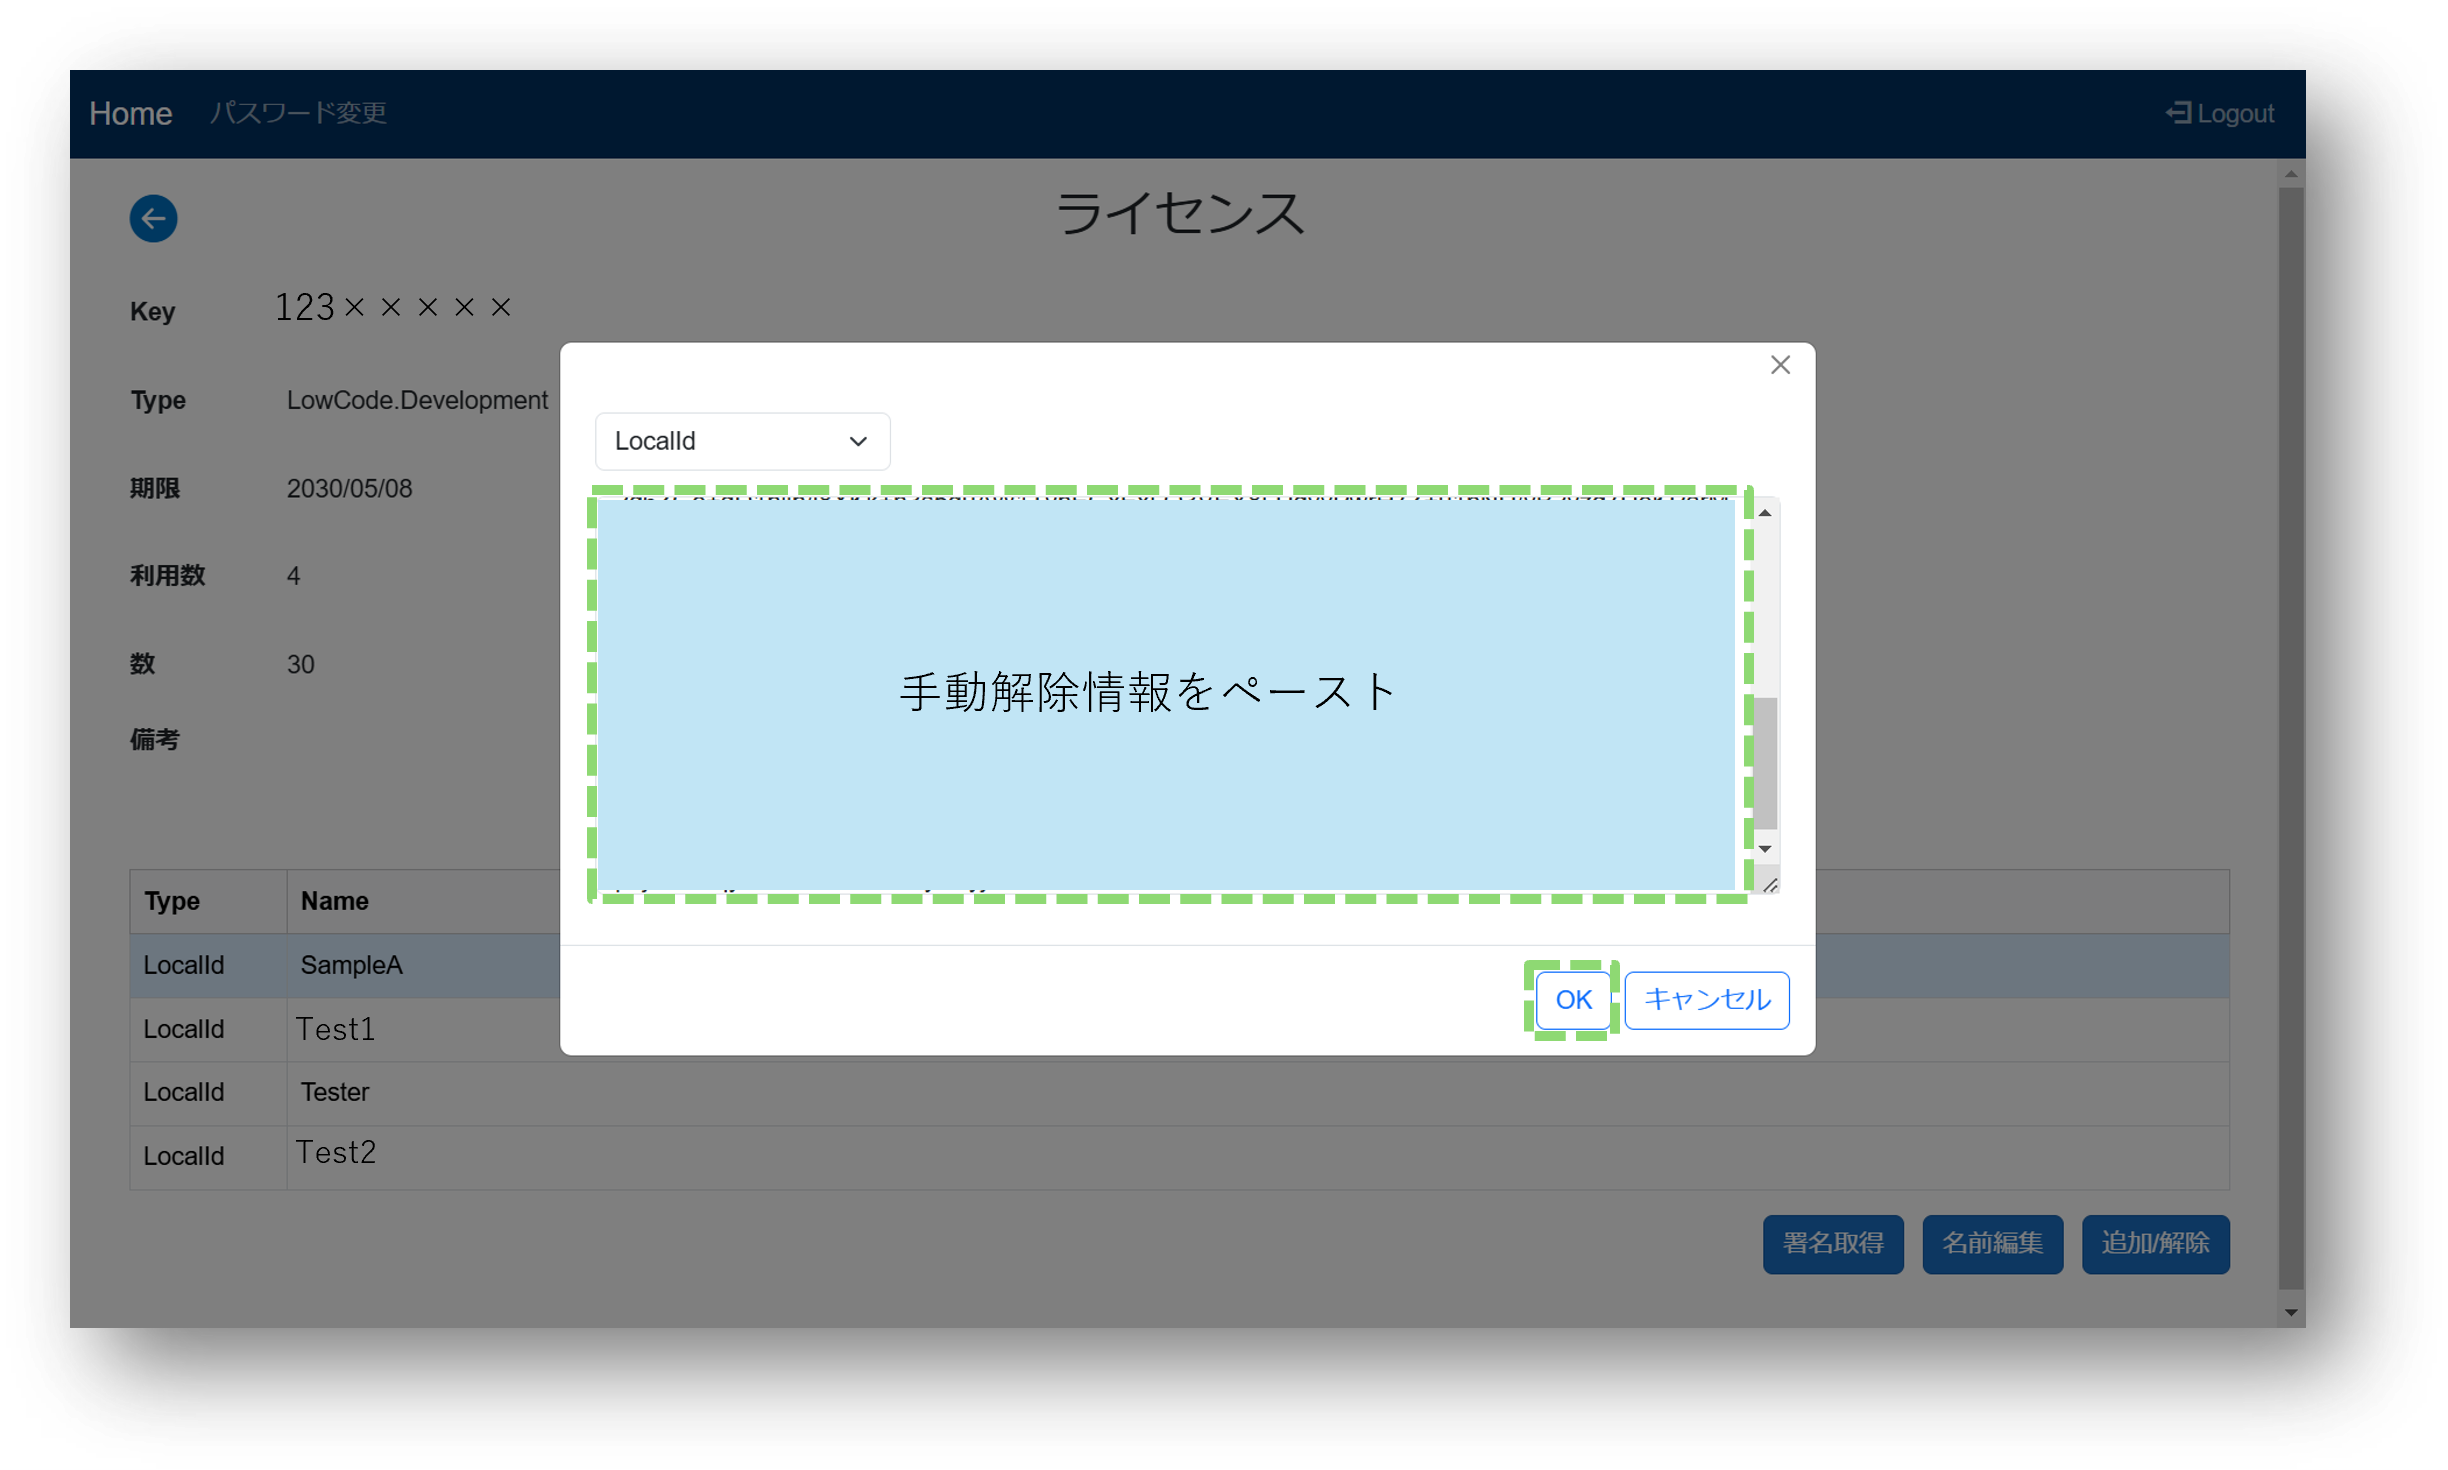 Home パスワード変更 Logout
ライセンス
Key 123×××××
Type LowCode.Development
期限 2030/05/08
利用数 4
数 30
備考
LocalId
手動解除情報をペースト
OK キャンセル
Type Name
LocalId SampleA
LocalId Test1
LocalId Tester
LocalId Test2
署名取得 名前編集 追加/解除